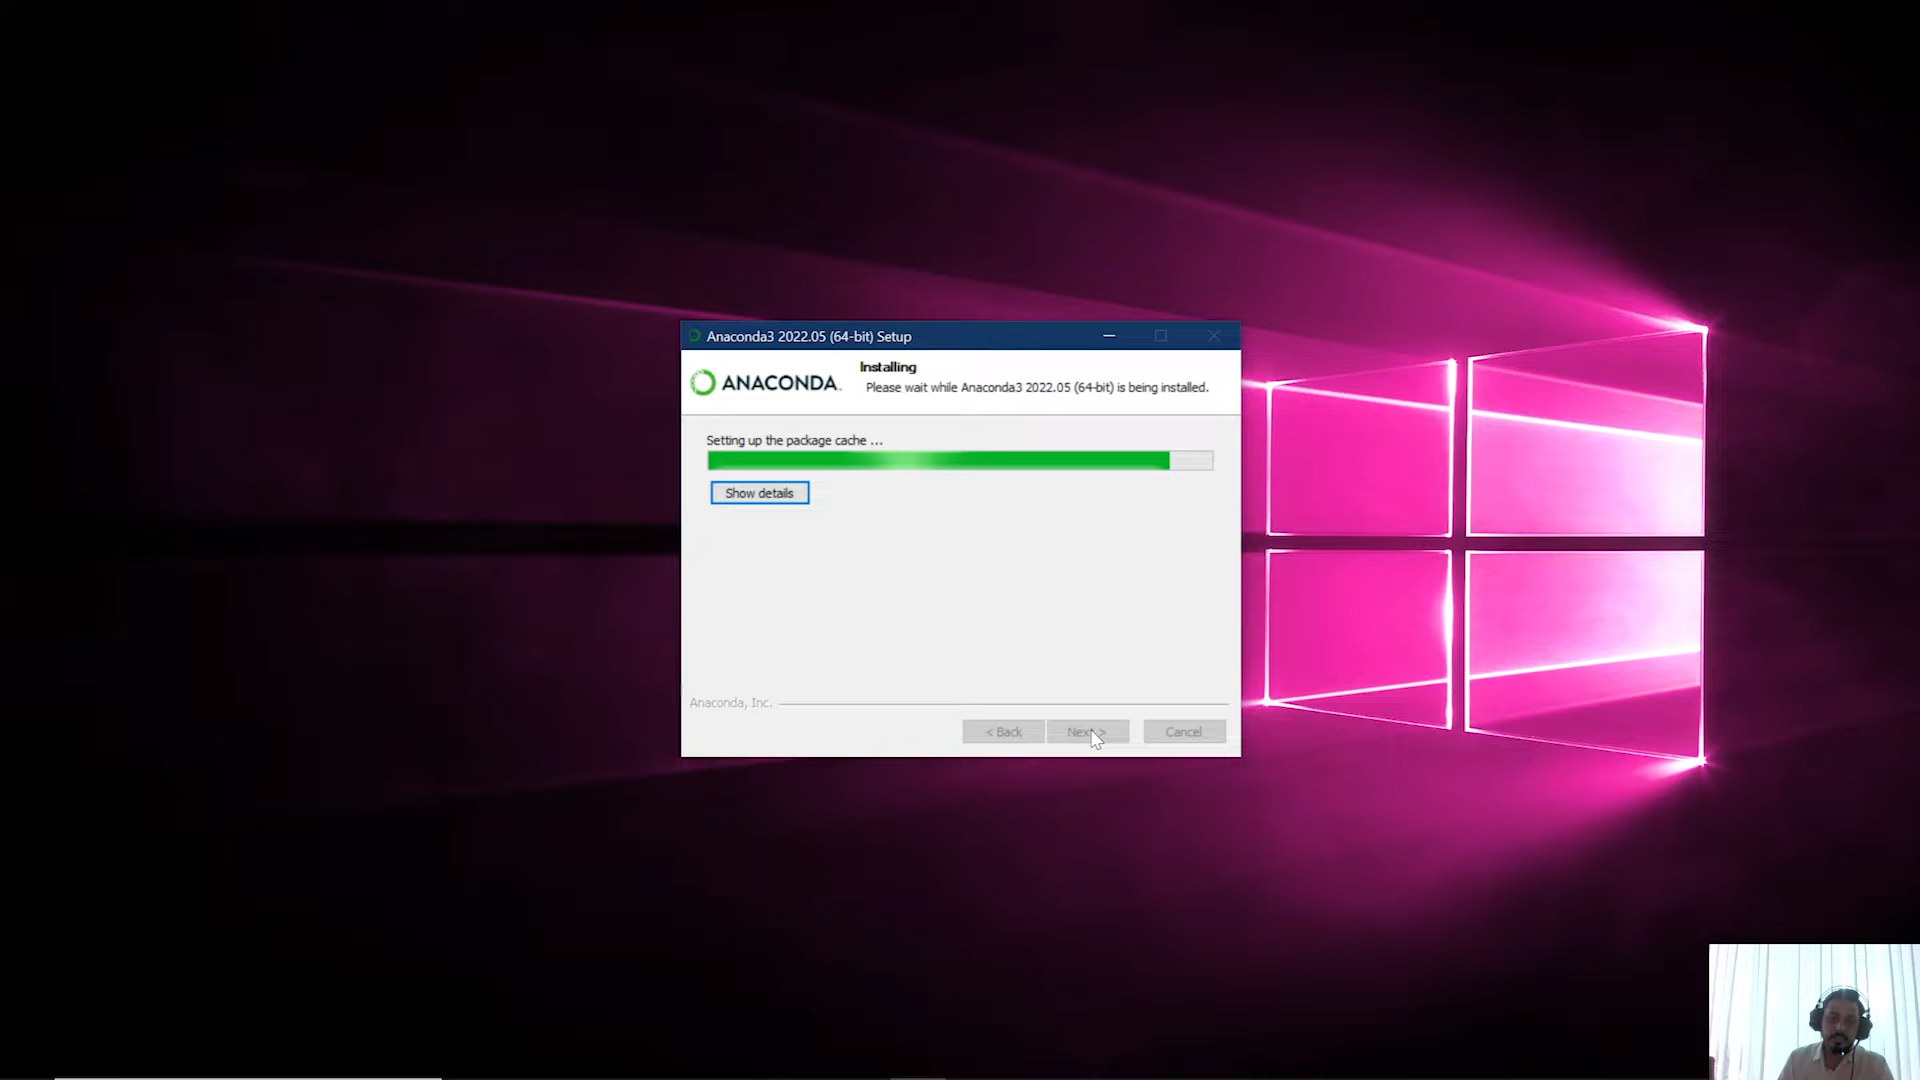 Anaconda3 2022.05 (64-bit) Setup
ANACONDA.
Installing
Please wait while Anaconda3 2022.05 (64-bit) is being installed.
Setting up the package cache ...
Show details
Anaconda, Inc.
< Back
Next >
Cancel